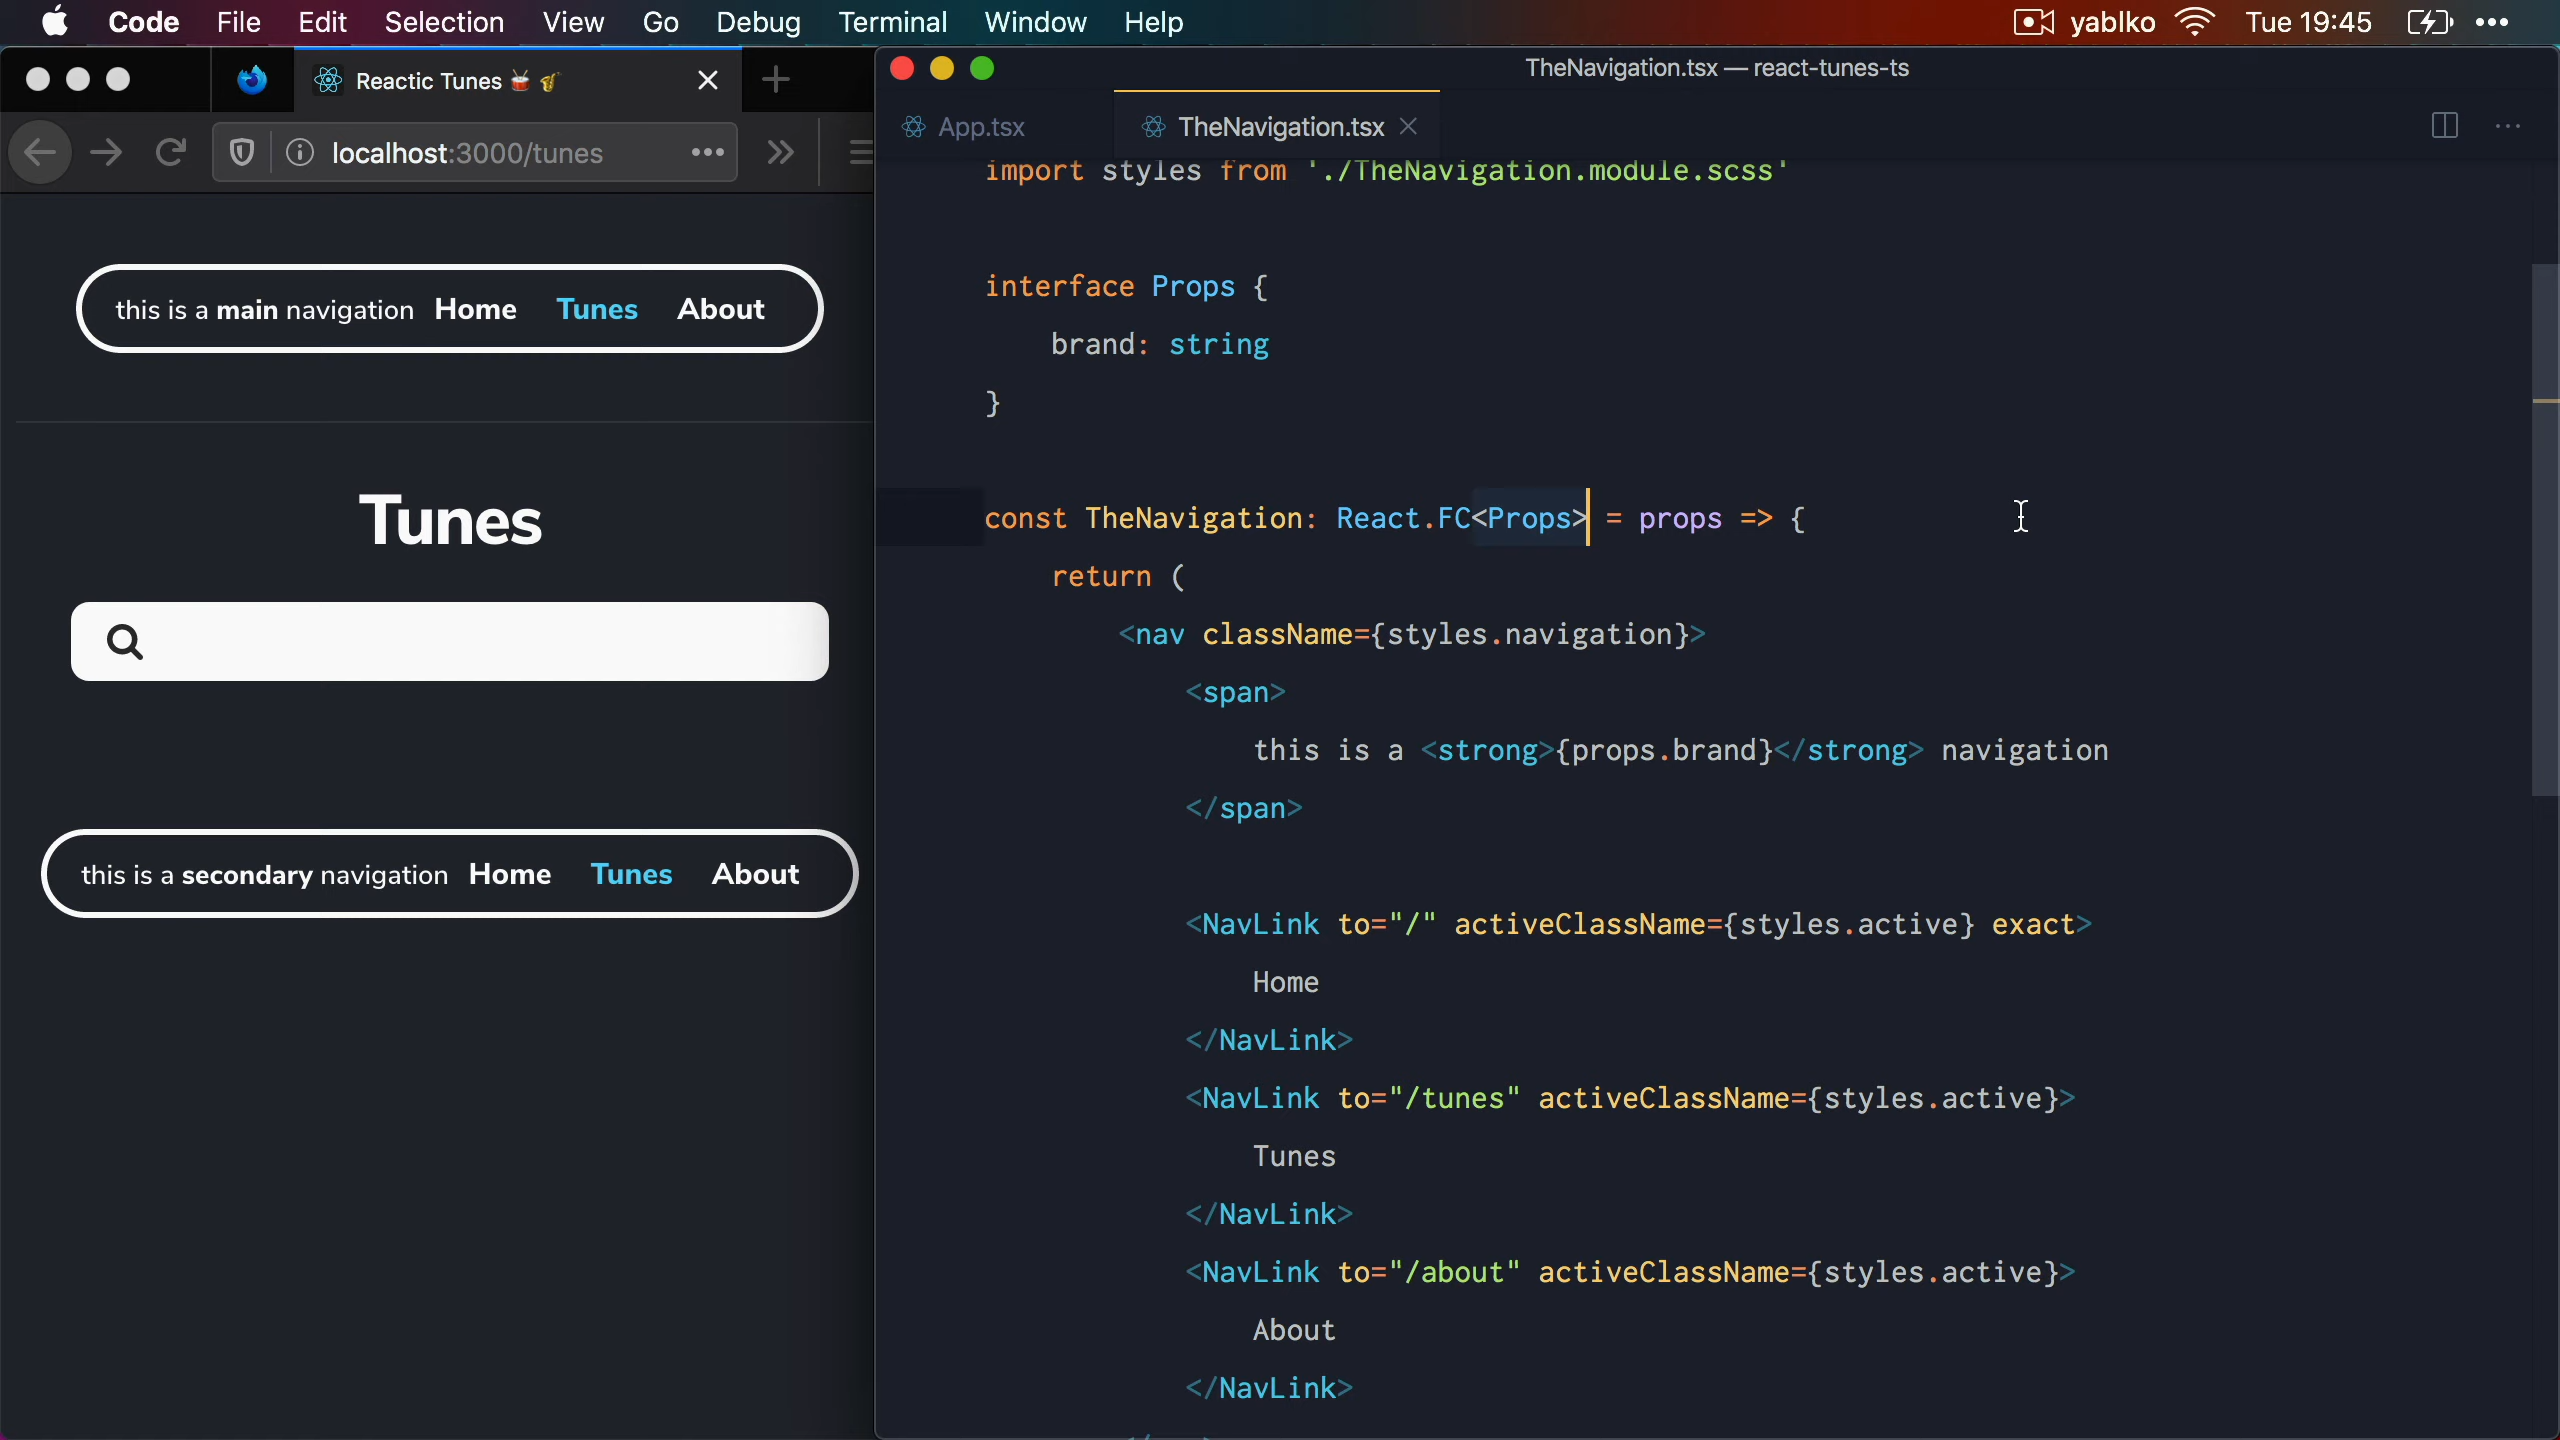 Code File Edit Selection View Go Debug Terminal Window Help yablko Tue 19:45
Reactic Tunes
localhost:3000/tunes
this is a main navigation Home Tunes About
Tunes
this is a secondary navigation Home Tunes About
TheNavigation.tsx — react-tunes-ts
App.tsx TheNavigation.tsx
import styles from './TheNavigation.module.scss'
interface Props {
brand: string
}
const TheNavigation: React.FC<Props> = props => {
return (
<nav className={styles.navigation}>
<span>
this is a <strong>{props.brand}</strong> navigation
</span>
<NavLink to="/" activeClassName={styles.active} exact>
Home
</NavLink>
<NavLink to="/tunes" activeClassName={styles.active}>
Tunes
</NavLink>
<NavLink to="/about" activeClassName={styles.active}>
About
</NavLink>